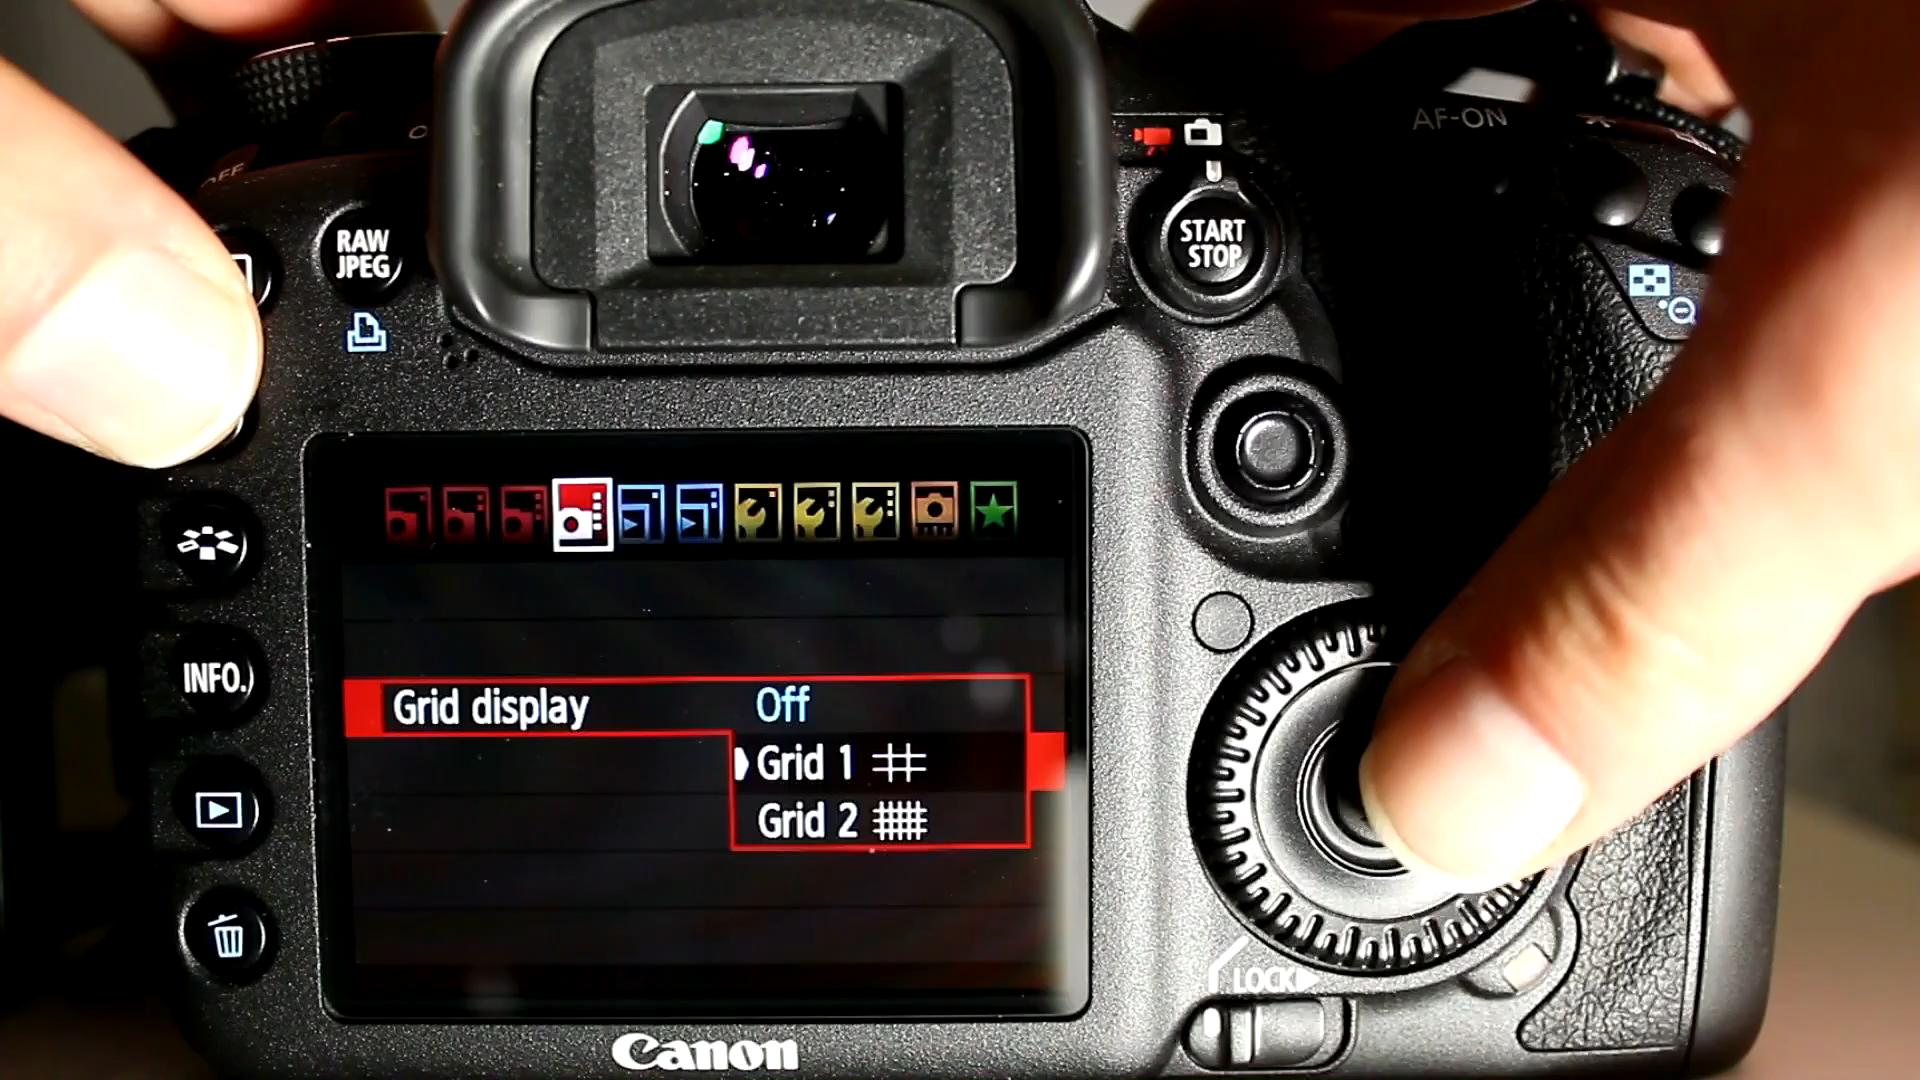 AF-ON
RAW
JPEG
START
STOP
INFO.
Grid display Off
Grid 1
Grid 2
LOCK
Canon